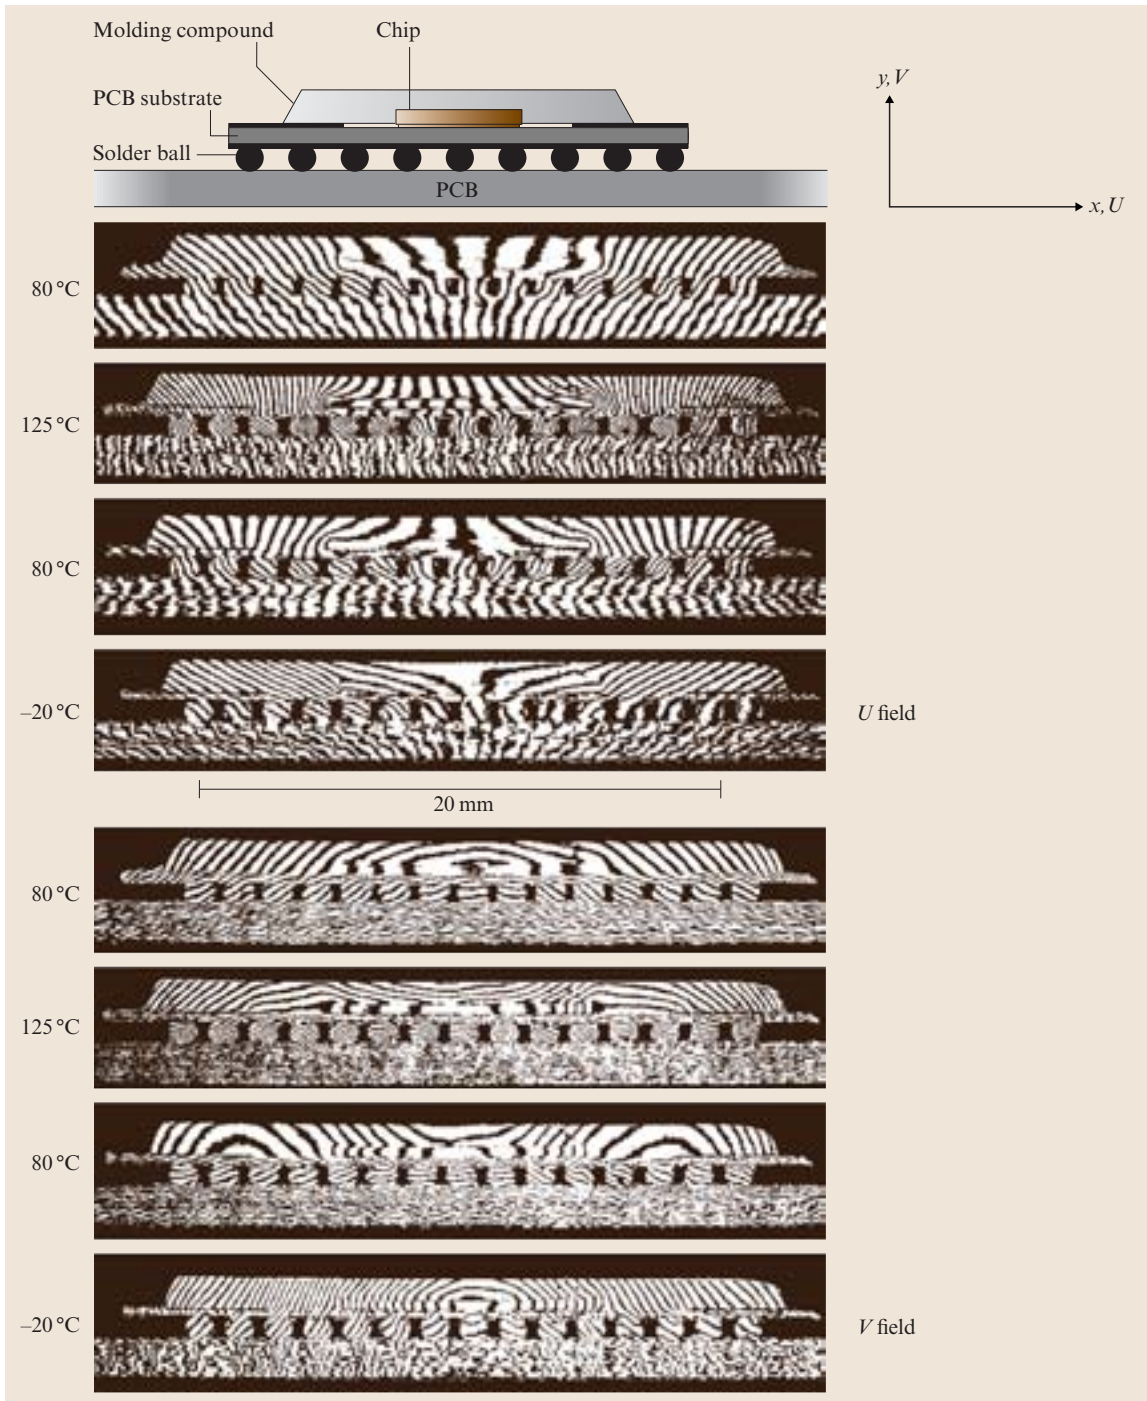 Molding compound
Chip
PCB substrate
Solder ball
PCB
y, V
x, U
80 °C
125 °C
80 °C
–20 °C
U field
20 mm
80 °C
125 °C
80 °C
–20 °C
V field